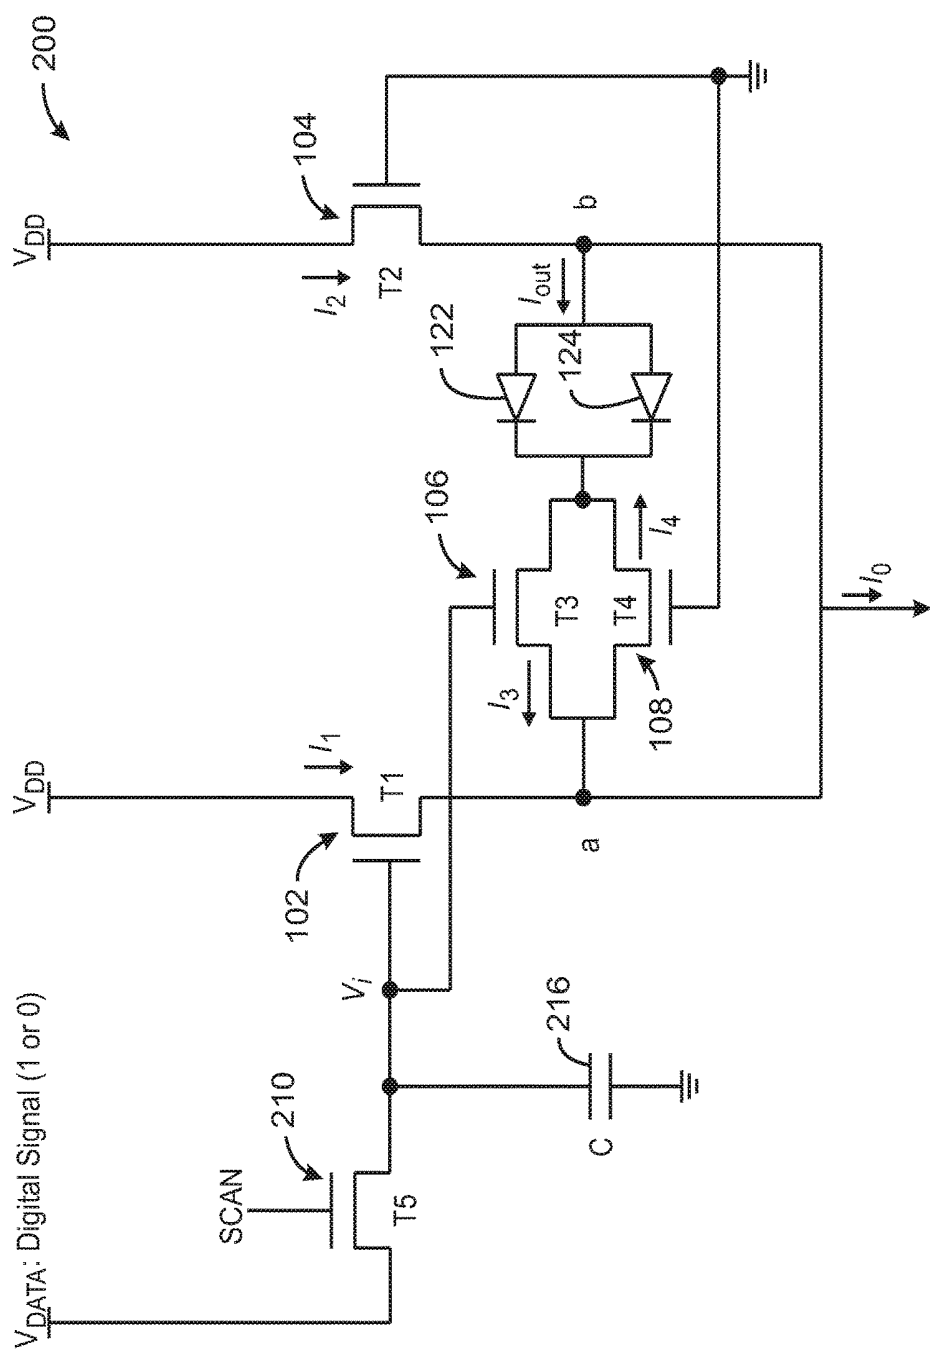 200
V_DD
V_DD
104
I_2
T2
b
I_out
122
124
106
I_4
T3
T4
I_3
108
I_0
I_1
T1
102
a
V_i
V_DATA: Digital Signal (1 or 0)
SCAN
210
T5
216
C